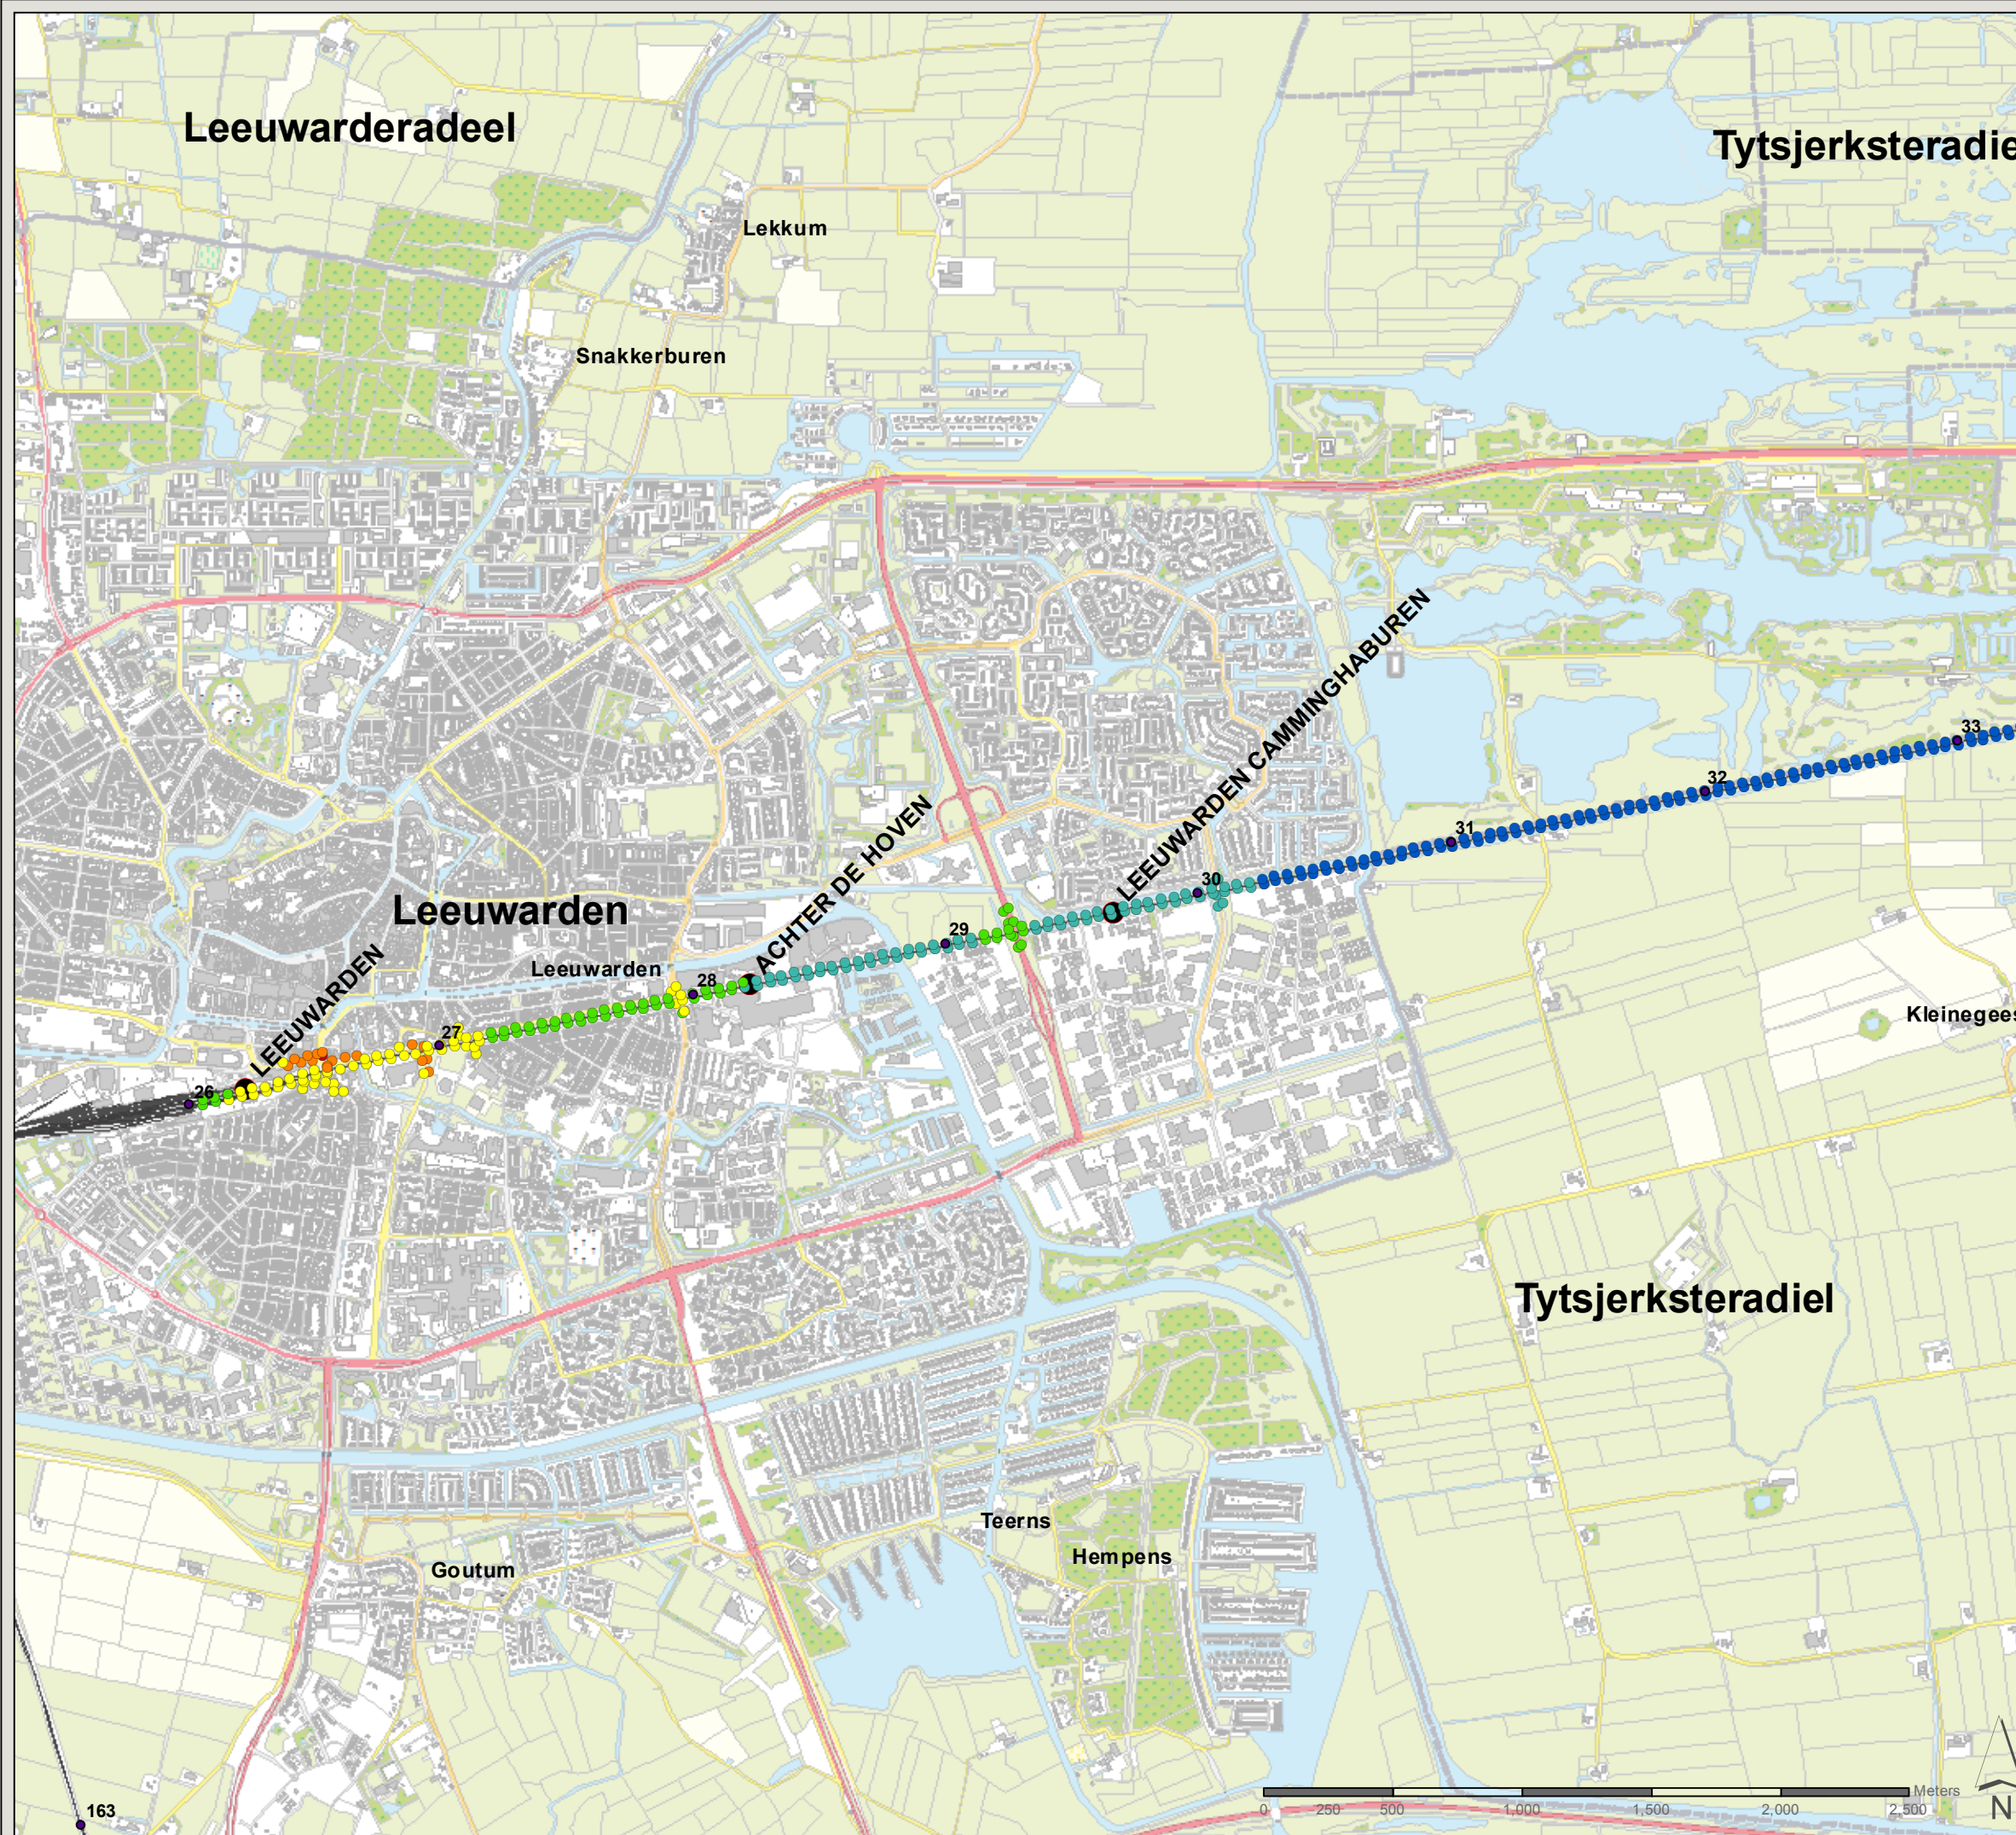 Leeuwarderadeel
Tytsjerksteradie
Lekkum
Snakkerburen
LEEUWARDEN CAMMINGHABUREN
33
32
ACHTER DE HOVEN
31
30
Leeuwarden
29
LEEUWARDEN
Leeuwarden
28
Kleinegees
27
26
Tytsjerksteradiel
Teerns
Hempens
Goutum
163
Meters
0 250 500 1,000 1,500 2,000 2,500
N